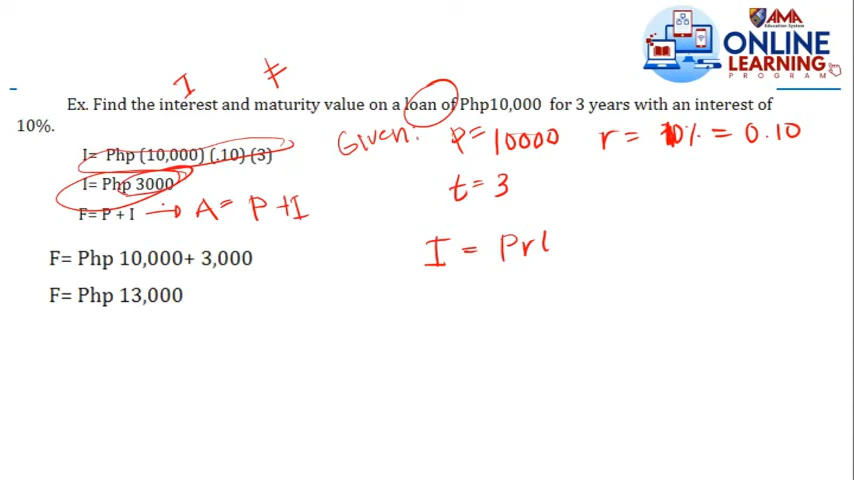 AMA
Education System
ONLINE
LEARNING
PROGRAM
I F
Ex. Find the interest and maturity value on a loan of Php10,000 for 3 years with an interest of
10%.
Given: P= 10000 r = 10% = 0.10
I= Php (10,000) (.10) (3)
I= Php 3000
t = 3
F= P + I → A = P + I
I = Pr
F= Php 10,000+ 3,000
F= Php 13,000